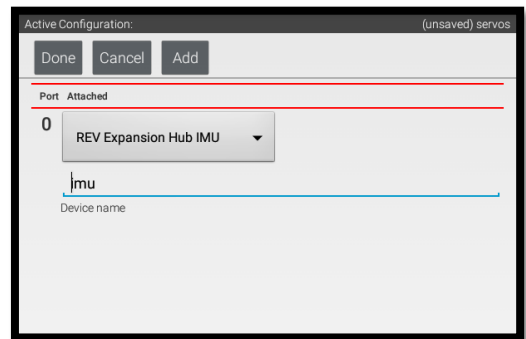 Active Configuration: (unsaved) servos
Done Cancel Add
Port Attached
0 REV Expansion Hub IMU
imu
Device name